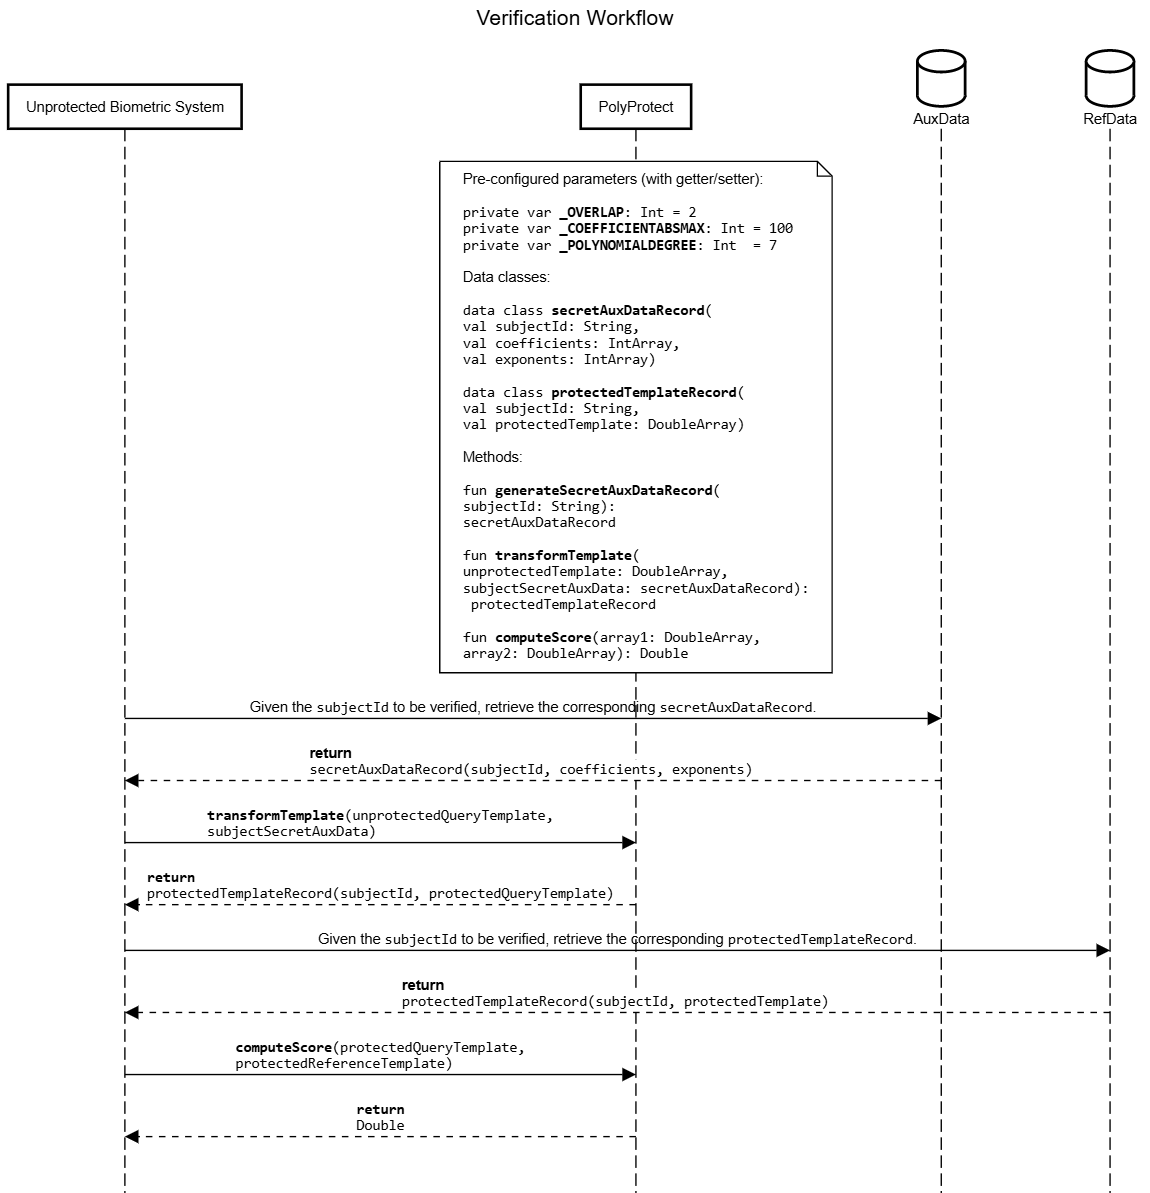 Verification Workflow
Unprotected Biometric System
PolyProtect
AuxData
RefData
Pre-configured parameters (with getter/setter):
private var _OVERLAP: Int = 2
private var _COEFFICIENTABSMAX: Int = 100
private var _POLYNOMIALDEGREE: Int  = 7
Data classes:
data class secretAuxDataRecord(
val subjectId: String,
val coefficients: IntArray,
val exponents: IntArray)
data class protectedTemplateRecord(
val subjectId: String,
val protectedTemplate: DoubleArray)
Methods:
fun generateSecretAuxDataRecord(
subjectId: String):
secretAuxDataRecord
fun transformTemplate(
unprotectedTemplate: DoubleArray,
subjectSecretAuxData: secretAuxDataRecord):
protectedTemplateRecord
fun computeScore(array1: DoubleArray,
array2: DoubleArray): Double
Given the subjectId to be verified, retrieve the corresponding secretAuxDataRecord.
return
secretAuxDataRecord(subjectId, coefficients, exponents)
transformTemplate(unprotectedQueryTemplate,
subjectSecretAuxData)
return
protectedTemplateRecord(subjectId, protectedQueryTemplate)
Given the subjectId to be verified, retrieve the corresponding protectedTemplateRecord.
return
protectedTemplateRecord(subjectId, protectedTemplate)
computeScore(protectedQueryTemplate,
protectedReferenceTemplate)
return
Double